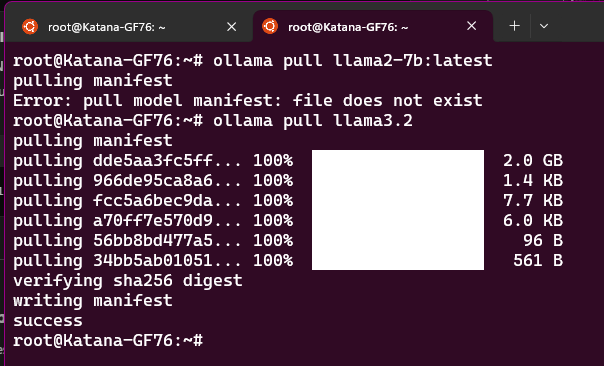 root@Katana-GF76: ~
root@Katana-GF76: ~
root@Katana-GF76:~# ollama pull llama2-7b:latest
pulling manifest
Error: pull model manifest: file does not exist
root@Katana-GF76:~# ollama pull llama3.2
pulling manifest
pulling dde5aa3fc5ff... 100% 2.0 GB
pulling 966de95ca8a6... 100% 1.4 KB
pulling fcc5a6bec9da... 100% 7.7 KB
pulling a70ff7e570d9... 100% 6.0 KB
pulling 56bb8bd477a5... 100% 96 B
pulling 34bb5ab01051... 100% 561 B
verifying sha256 digest
writing manifest
success
root@Katana-GF76:~#